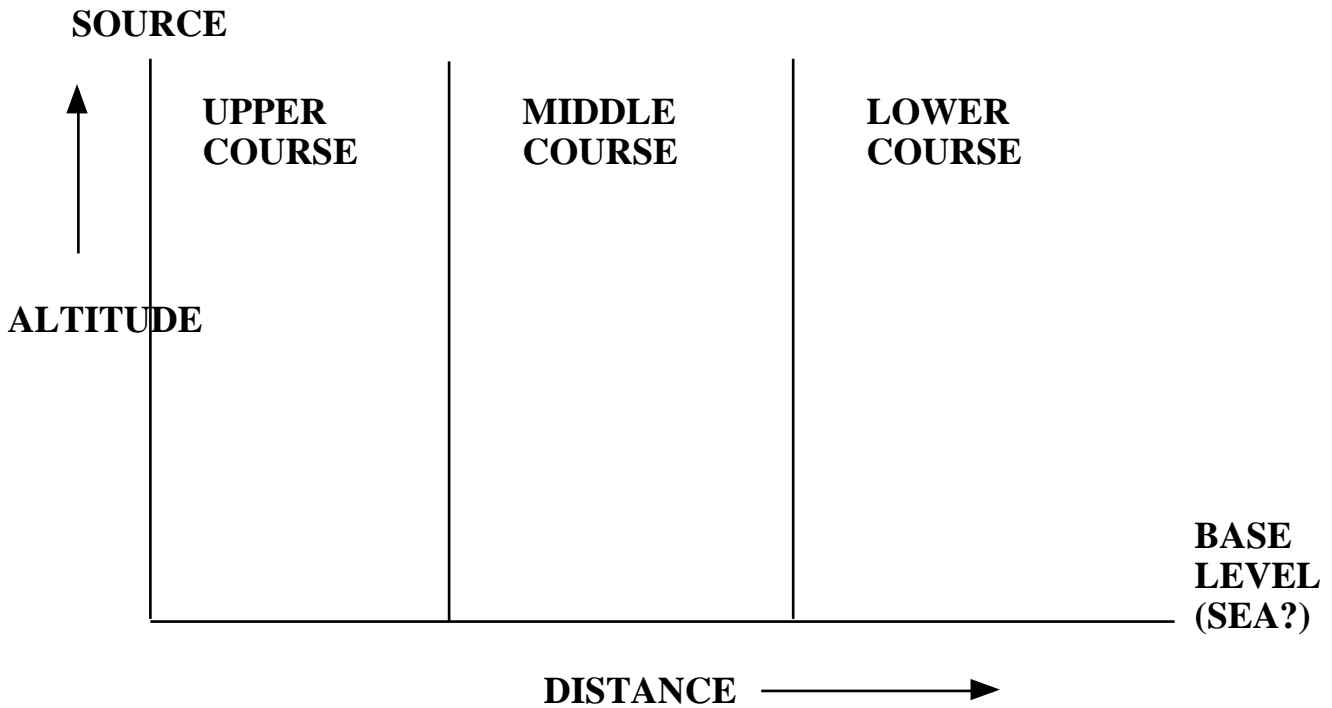 SOURCE
UPPER
COURSE
MIDDLE
COURSE
LOWER
COURSE
ALTITUDE
BASE
LEVEL
(SEA?)
DISTANCE